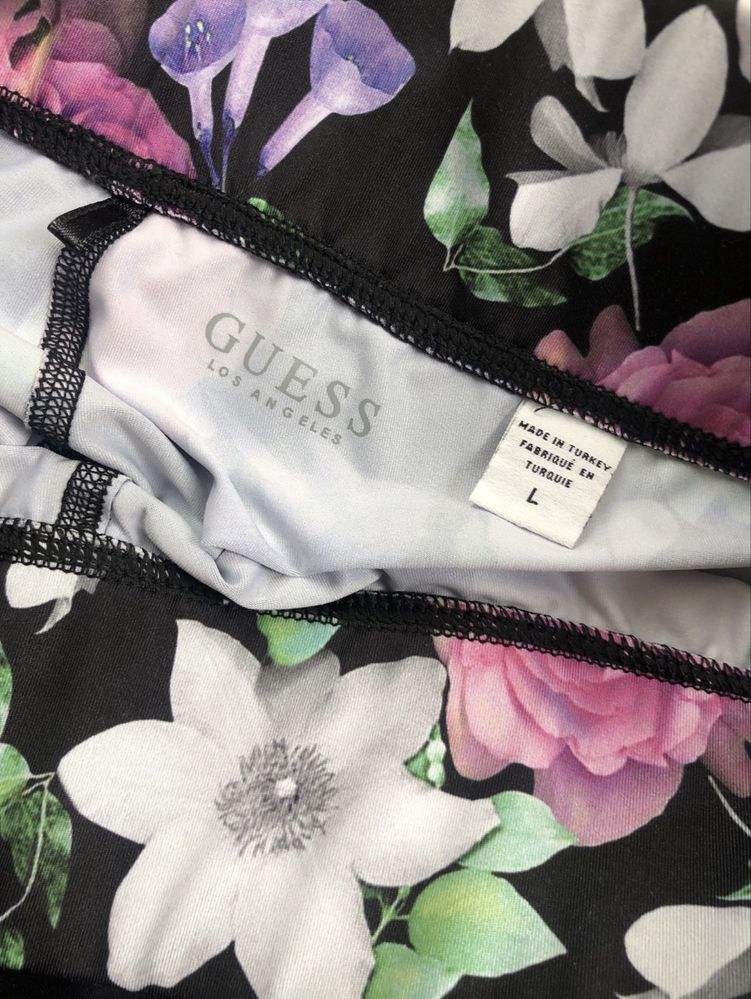 GUESS
LOS ANGELES
MADE IN TURKEY
FABRIQUÉ EN
TURQUIE
L